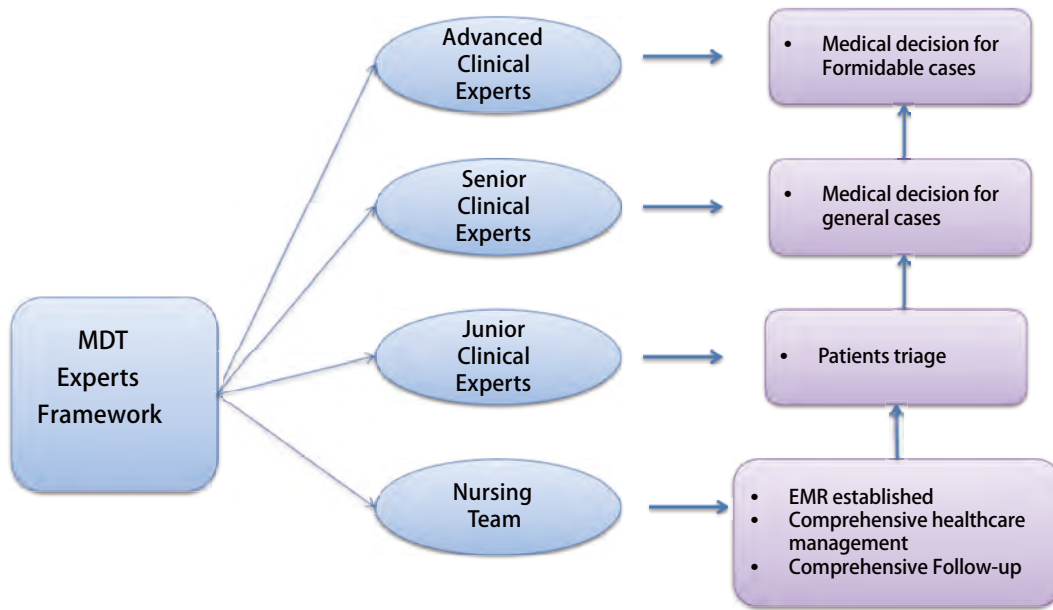 MDT
Experts
Framework
Advanced
Clinical
Experts
• Medical decision for
Formidable cases
Senior
Clinical
Experts
• Medical decision for
general cases
Junior
Clinical
Experts
• Patients triage
Nursing
Team
• EMR established
• Comprehensive healthcare
management
• Comprehensive Follow-up